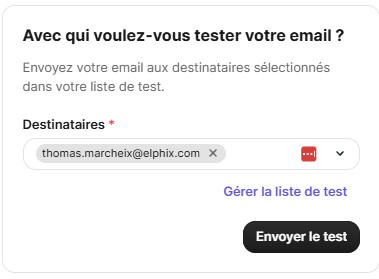 Avec qui voulez-vous tester votre email ?
Envoyez votre email aux destinataires sélectionnés
dans votre liste de test.
Destinataires *
thomas.marcheix@elphix.com ×
Gérer la liste de test
Envoyer le test